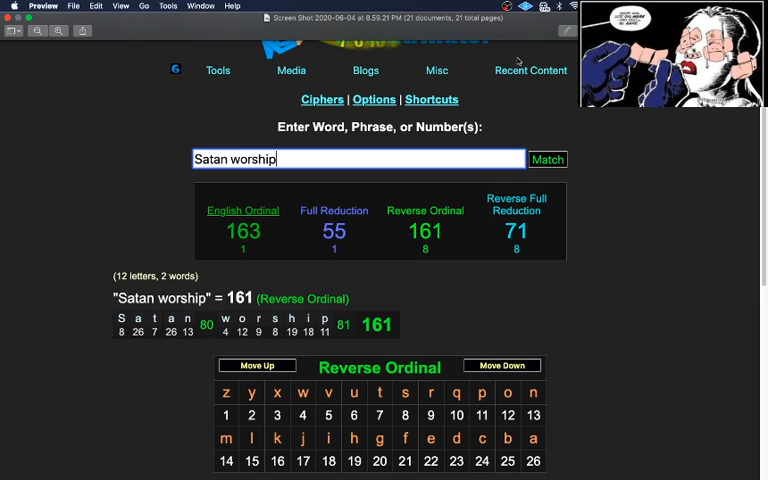 Preview File Edit View Go Tools Window Help
Screen Shot 2020-06-04 at 8.59.21 PM (21 documents, 21 total pages)
6 Tools Media Blogs Misc Recent Content
Ciphers | Options | Shortcuts
Enter Word, Phrase, or Number(s):
Satan worship Match
English Ordinal Full Reduction Reverse Ordinal Reverse Full Reduction
163 55 161 71
1 1 8 8
(12 letters, 2 words)
"Satan worship" = 161 (Reverse Ordinal)
S a t a n 80 w o r s h i p 81 161
8 26 7 26 13 4 12 9 8 19 18 11
Move Up Reverse Ordinal Move Down
z y x w v u t s r q p o n
1 2 3 4 5 6 7 8 9 10 11 12 13
m l k j i h g f e d c b a
14 15 16 17 18 19 20 21 22 23 24 25 26